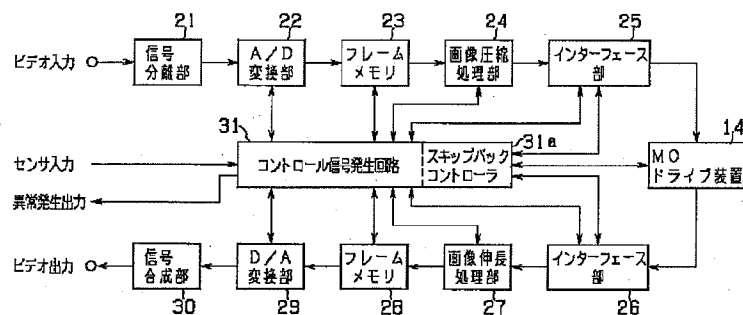 21
22
23
24
25
ビデオ入力
信号
分離部
A/D
変換部
フレーム
メモリ
画像圧縮
処理部
インターフェース
部
31
31a
14
センサ入力
コントロール信号発生回路
スキップバック
コントローラ
MO
ドライブ装置
異常発生出力
ビデオ出力
信号
合成部
D/A
変換部
フレーム
メモリ
画像伸長
処理部
インターフェース
部
30
29
28
27
26